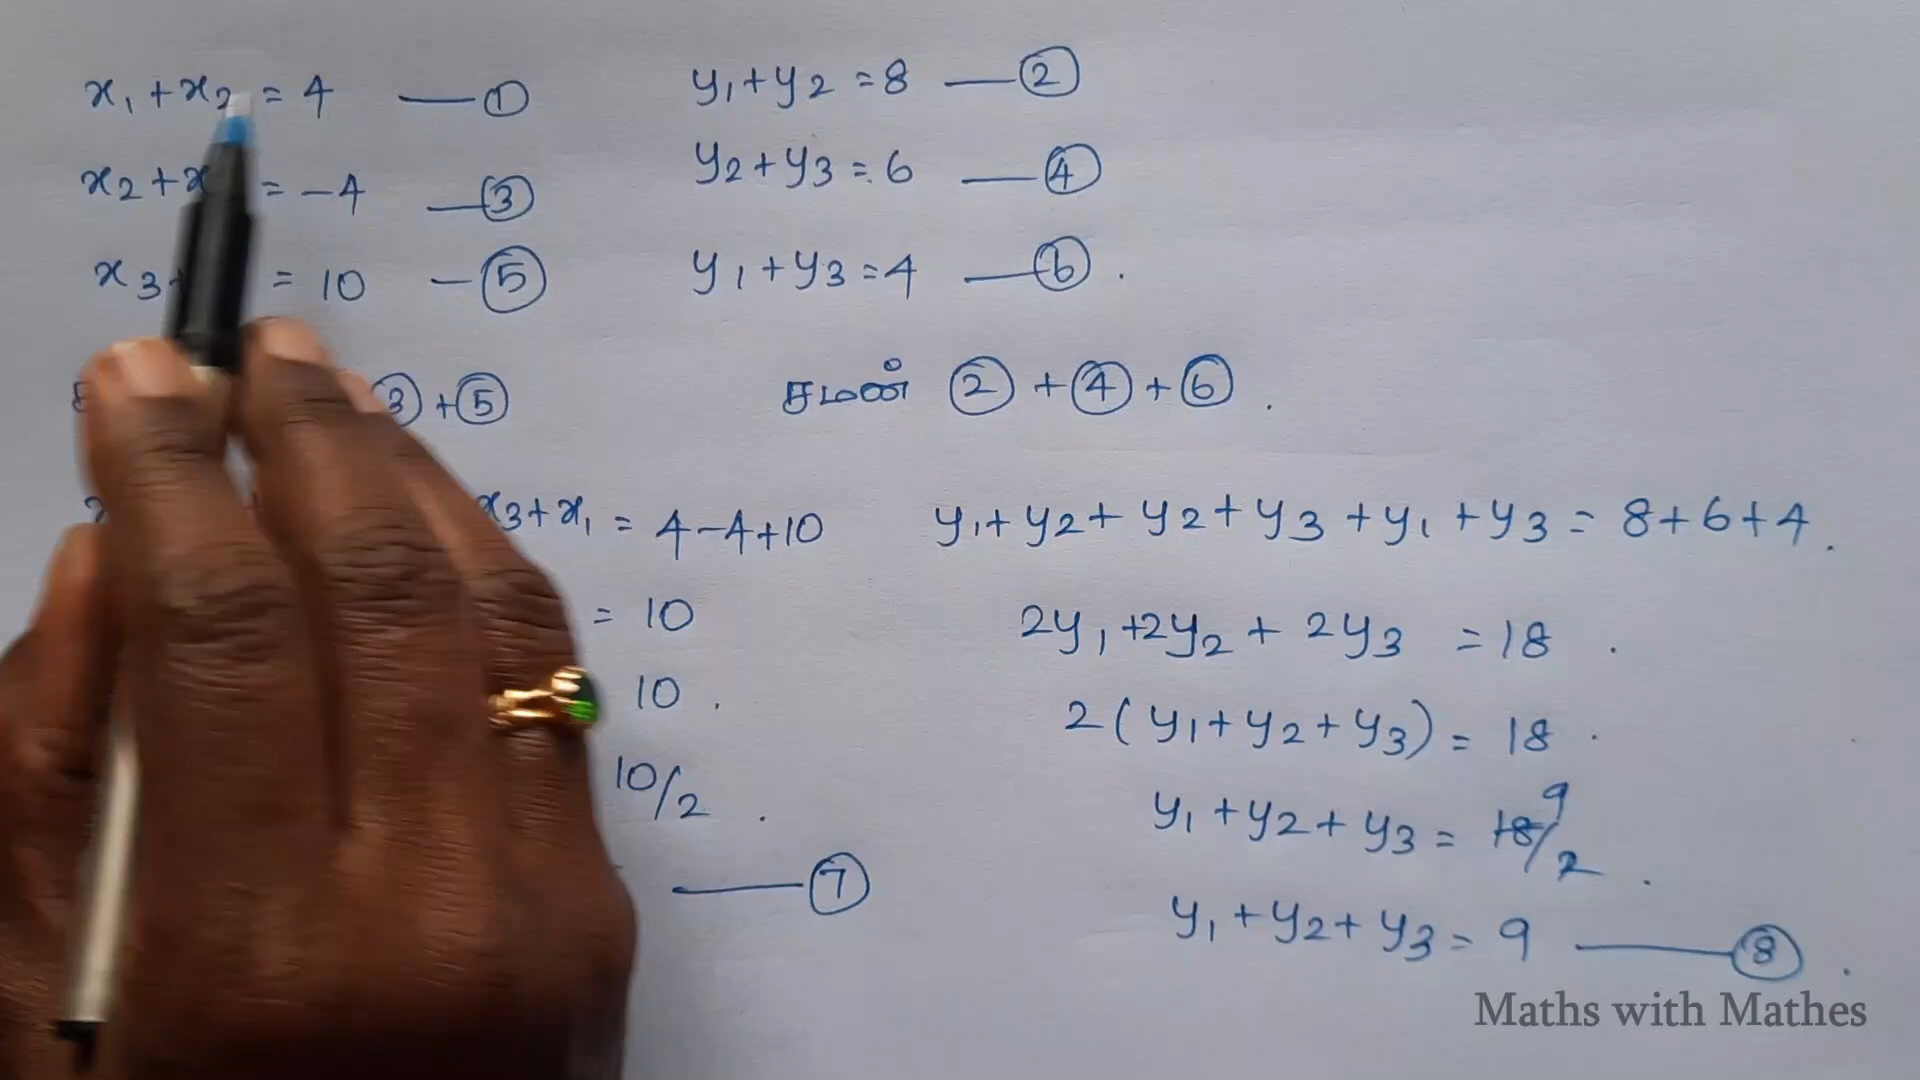 x₁ + x₂ = 4 —— ①
y₁ + y₂ = 8 —— ②
x₂ + x = -4 —— ③
y₂ + y₃ = 6 —— ④
x₃ + = 10 — ⑤
y₁ + y₃ = 4 —— ⑥ .
③ + ⑤
சமன் ② + ④ + ⑥ .
x₃ + x₁ = 4 - 4 + 10
y₁ + y₂ + y₂ + y₃ + y₁ + y₃ = 8 + 6 + 4 .
= 10
2y₁ + 2y₂ + 2y₃ = 18 .
10 .
2 ( y₁ + y₂ + y₃ ) = 18 .
10/2 .
y₁ + y₂ + y₃ = 18/2 9 .
—— ⑦
y₁ + y₂ + y₃ = 9 —— ⑧ .
Maths with Mathes